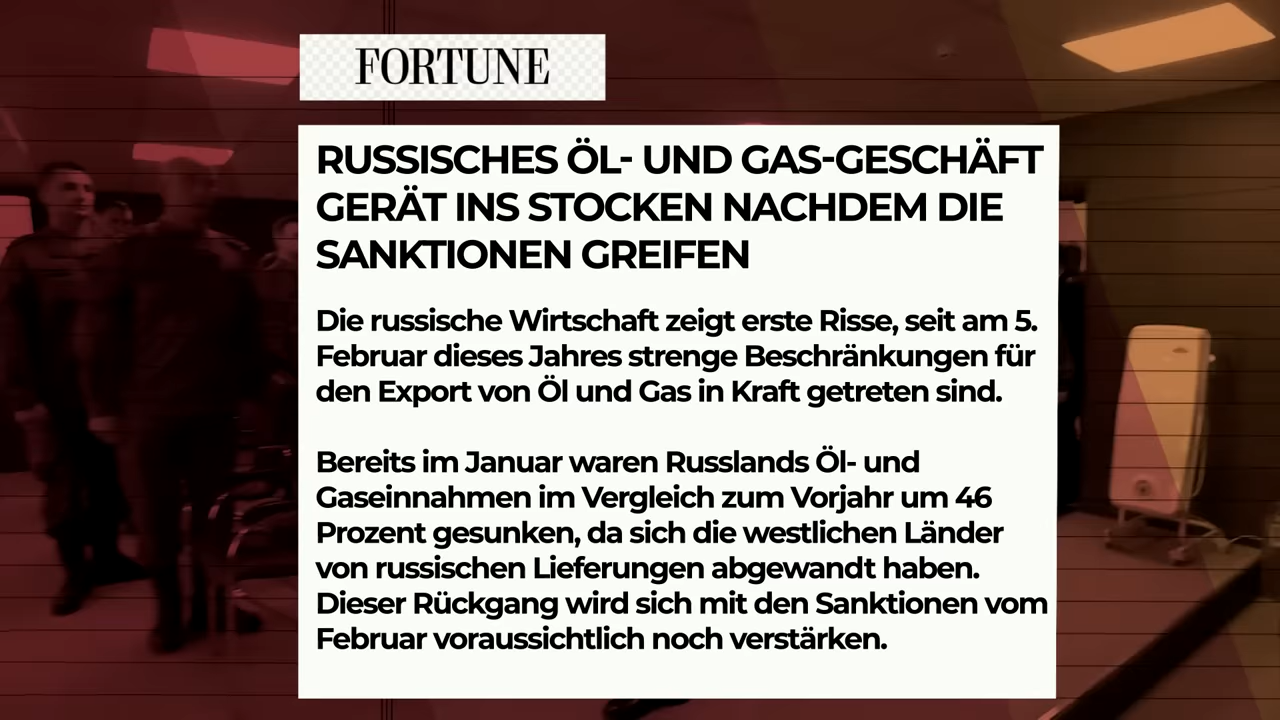 FORTUNE
RUSSISCHES ÖL- UND GAS-GESCHÄFT
GERÄT INS STOCKEN NACHDEM DIE
SANKTIONEN GREIFEN
Die russische Wirtschaft zeigt erste Risse, seit am 5.
Februar dieses Jahres strenge Beschränkungen für
den Export von Öl und Gas in Kraft getreten sind.
Bereits im Januar waren Russlands Öl- und
Gaseinnahmen im Vergleich zum Vorjahr um 46
Prozent gesunken, da sich die westlichen Länder
von russischen Lieferungen abgewandt haben.
Dieser Rückgang wird sich mit den Sanktionen vom
Februar voraussichtlich noch verstärken.